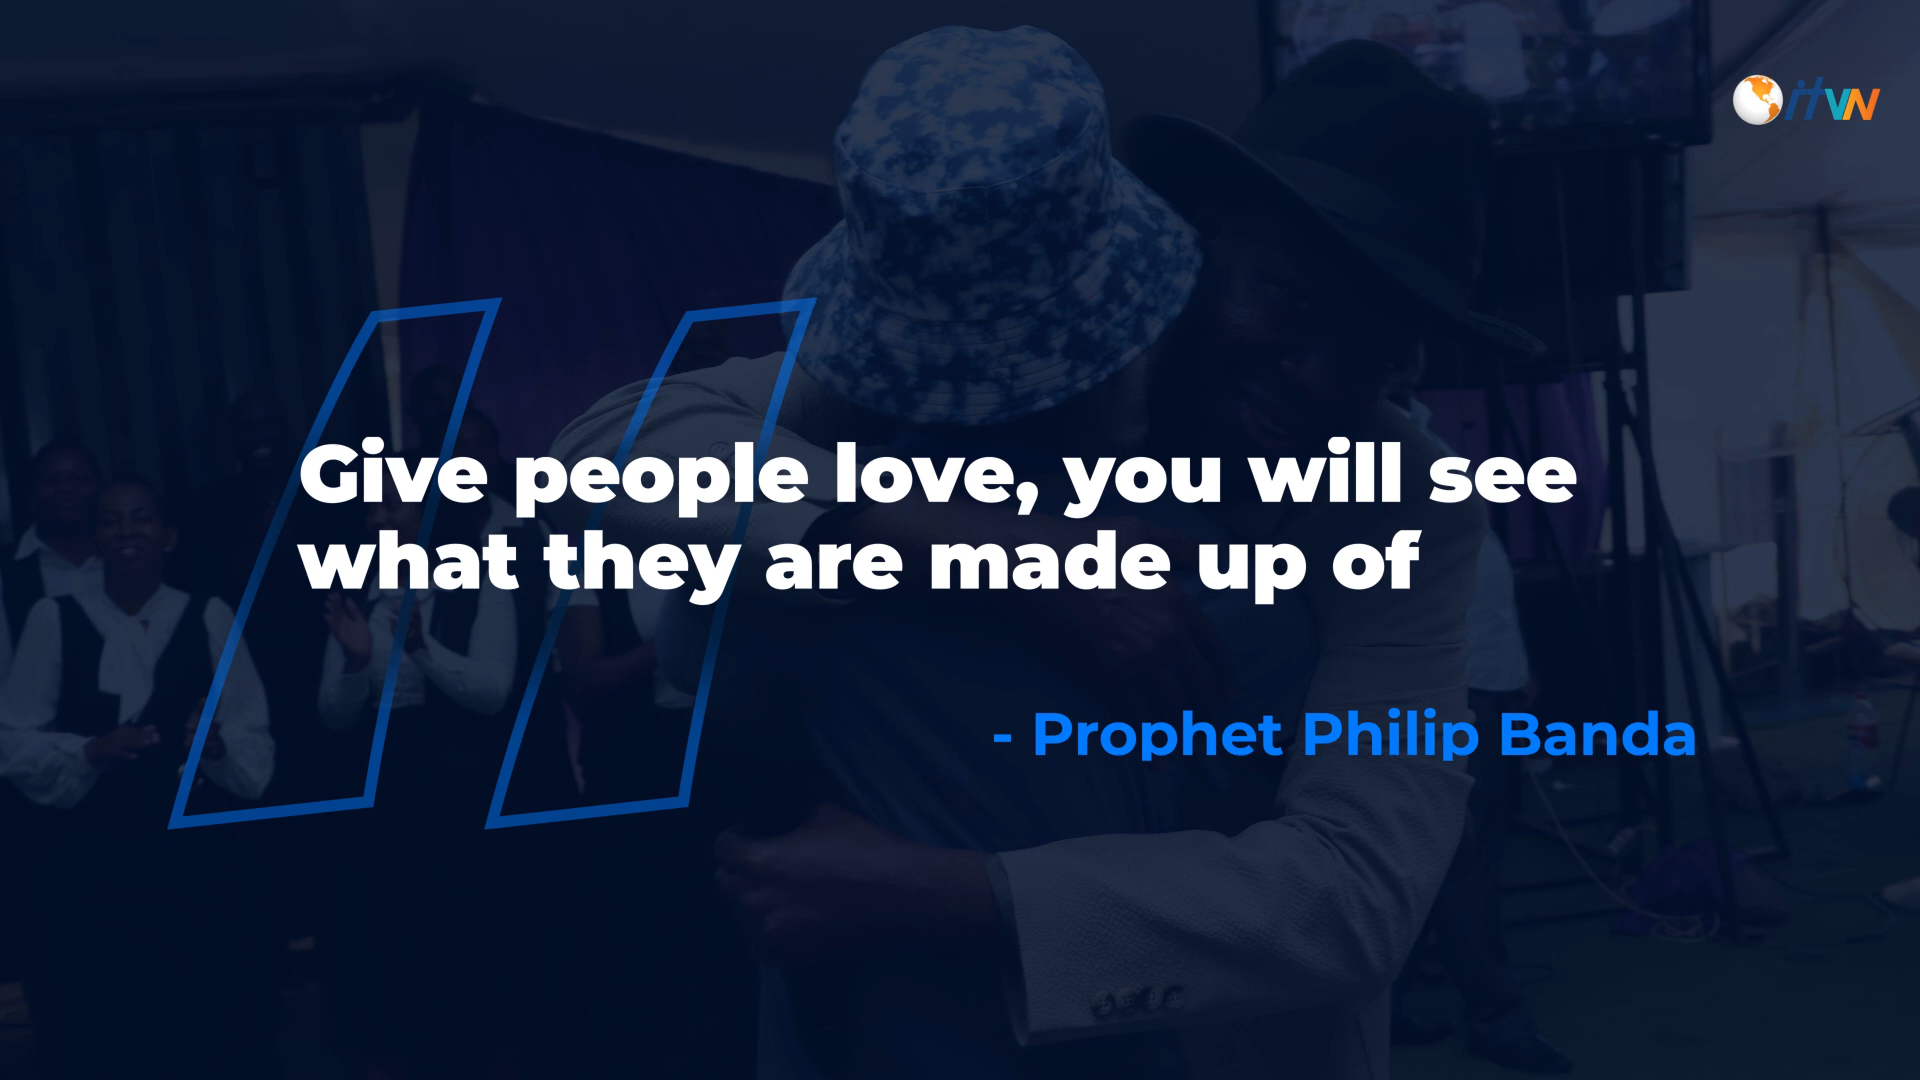 itvn
Give people love, you will see
what they are made up of
- Prophet Philip Banda